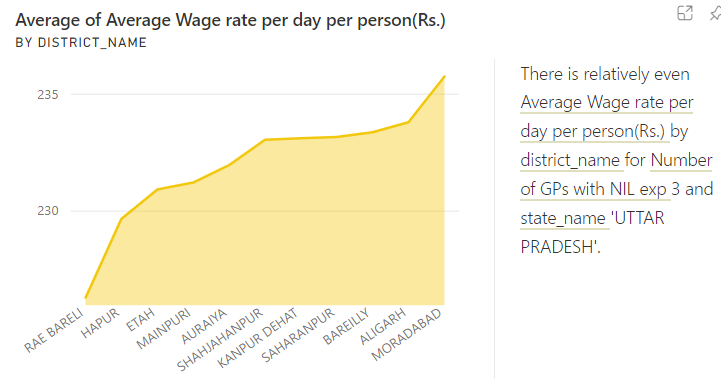 Average of Average Wage rate per day per person(Rs.)
BY DISTRICT_NAME
235
230
RAE BARELI
HAPUR
ETAH
MAINPURI
AURAIYA
SHAHJAHANPUR
KANPUR DEHAT
SAHARANPUR
BAREILLY
ALIGARH
MORADABAD
There is relatively even
Average Wage rate per
day per person(Rs.) by
district_name for Number
of GPs with NIL exp 3 and
state_name 'UTTAR
PRADESH'.